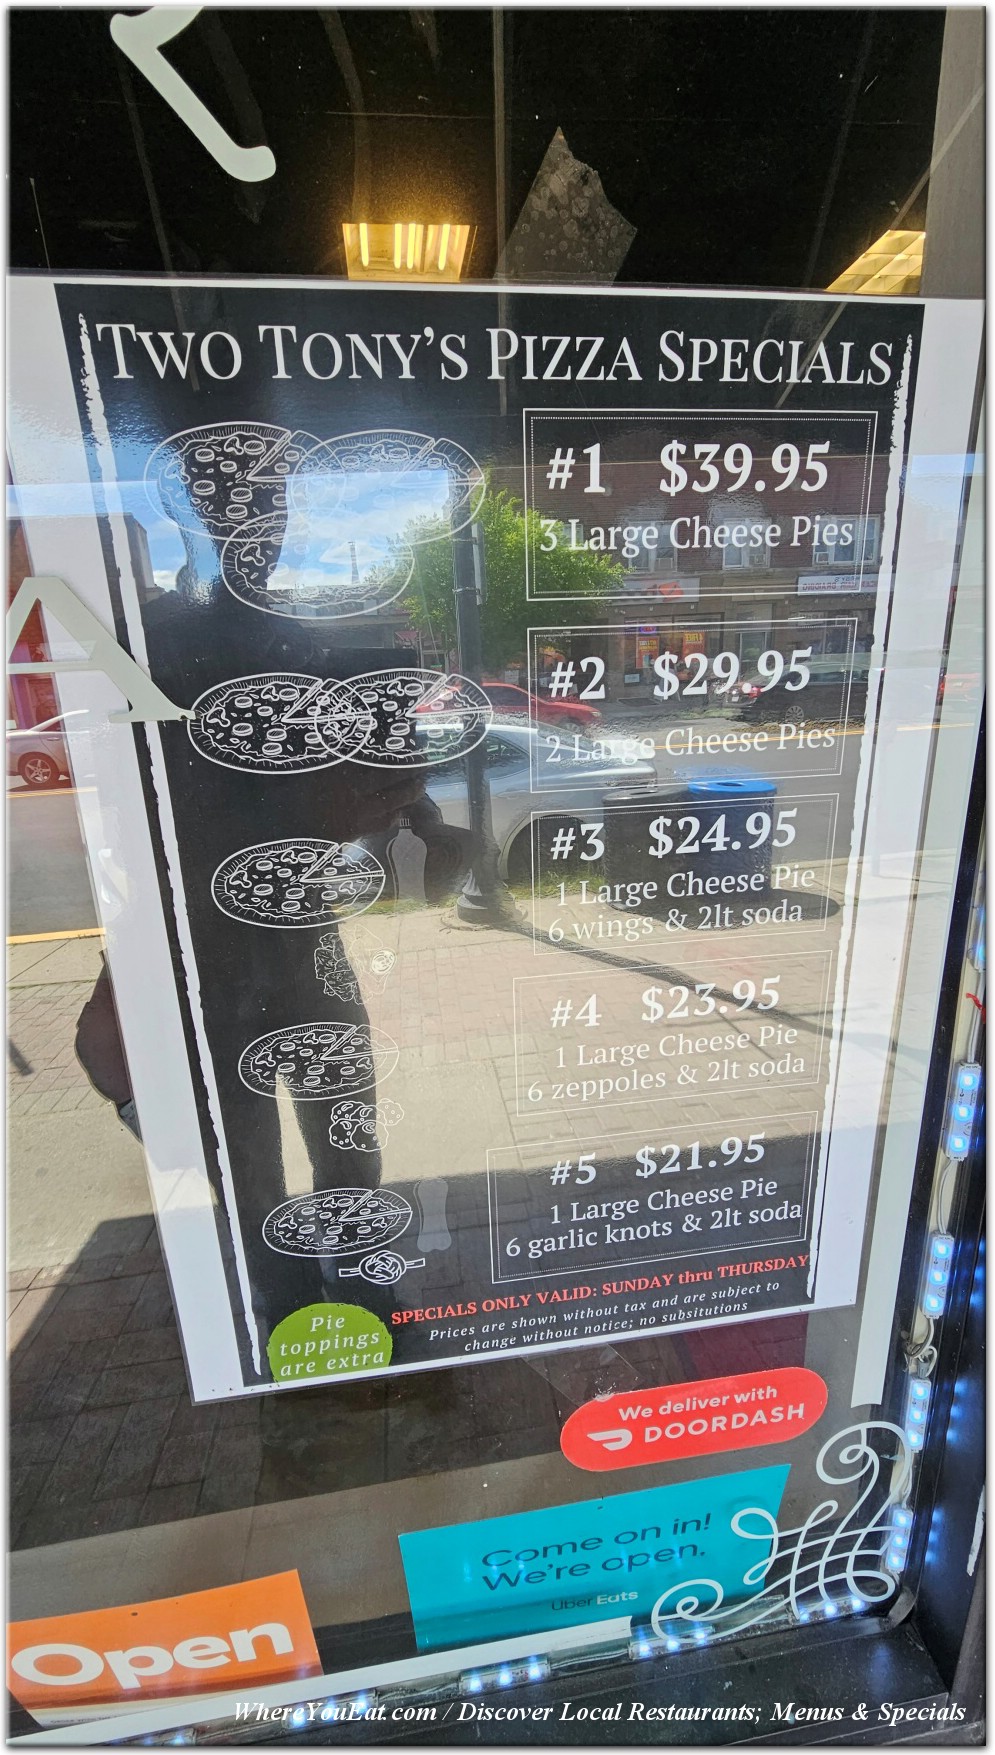 TWO TONY'S PIZZA SPECIALS
#1 $39.95
3 Large Cheese Pies
#2 $29.95
2 Large Cheese Pies
#3 $24.95
1 Large Cheese Pie
6 wings & 2lt soda
#4 $23.95
1 Large Cheese Pie
6 zeppoles & 2lt soda
#5 $21.95
1 Large Cheese Pie
6 garlic knots & 2lt soda
SPECIALS ONLY VALID: SUNDAY thru THURSDAY
Prices are shown without tax and are subject to
change without notice; no subsitutions
Pie
toppings
are extra
We deliver with
DOORDASH
Come on in!
We're open.
Uber Eats
Open
WhereYouEat.com / Discover Local Restaurants; Menus & Specials